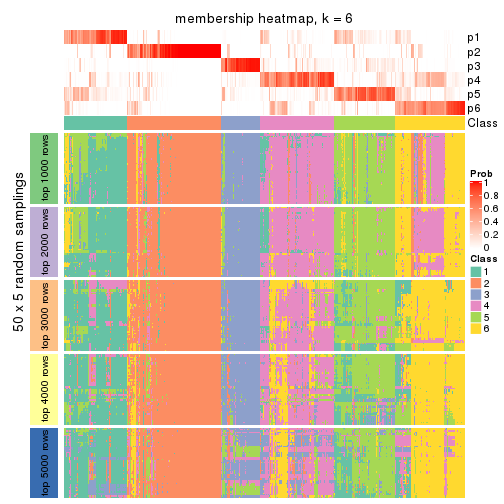 membership heatmap, k = 6
p1
p2
p3
p4
p5
p6
Class
50 x 5 random samplings
top 1000 rows
top 2000 rows
top 3000 rows
top 4000 rows
top 5000 rows
Prob
1
0.8
0.6
0.4
0.2
0
Class
1
2
3
4
5
6